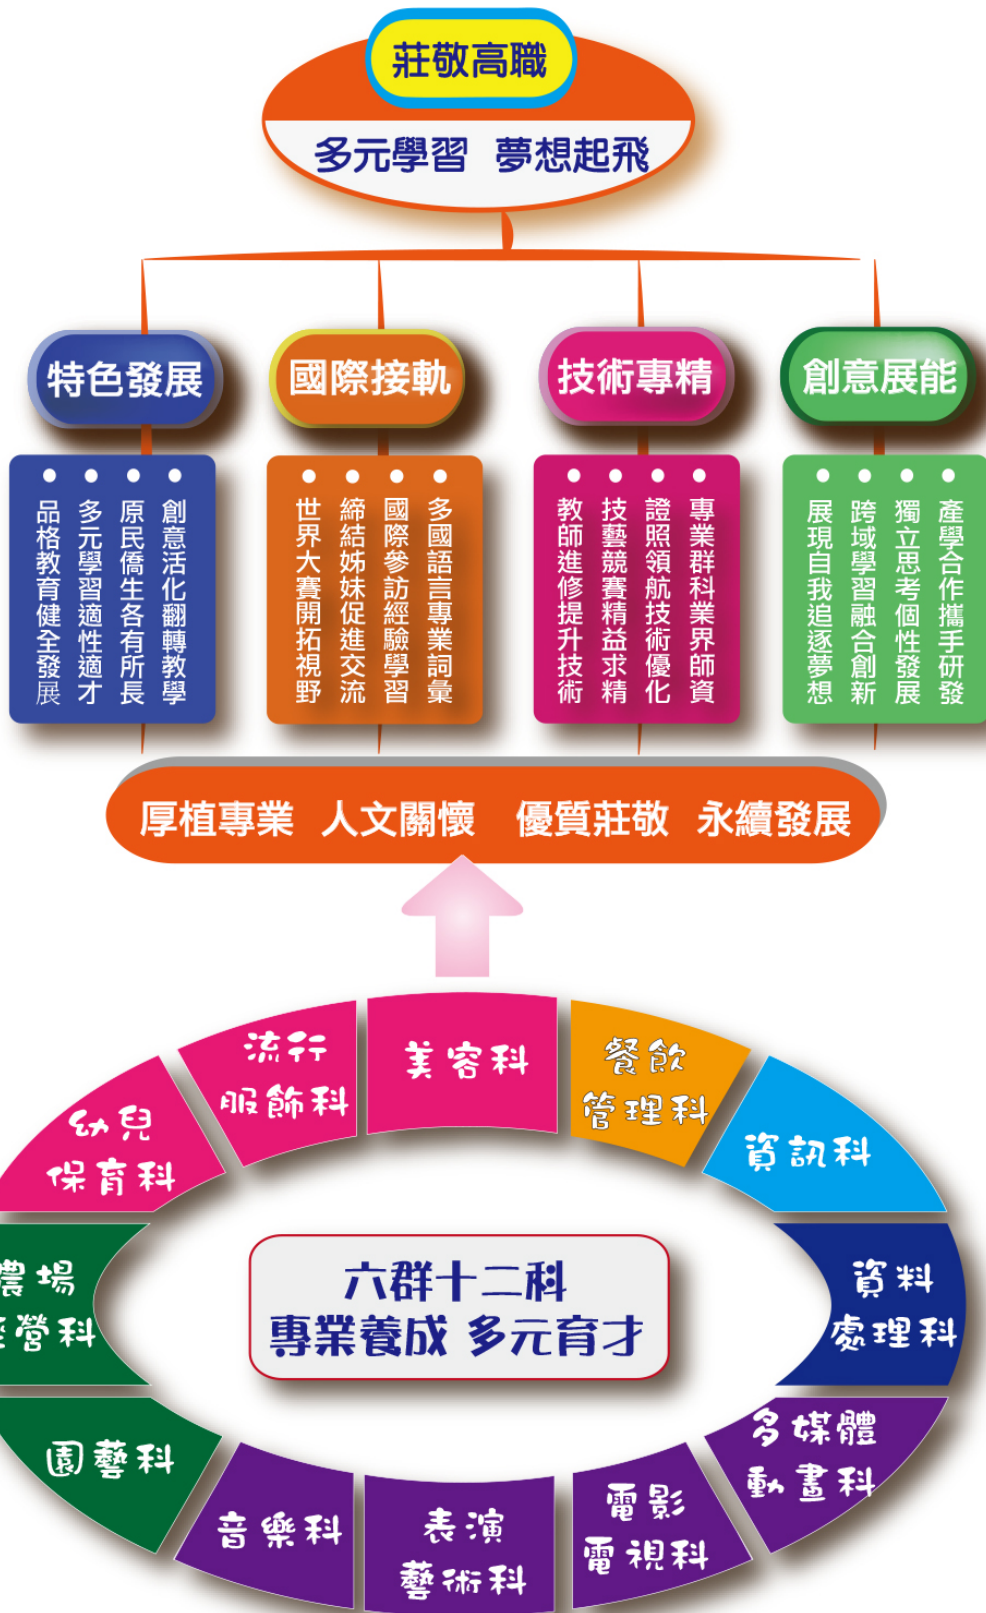 莊敬高職
多元學習 夢想起飛
特色發展
國際接軌
技術專精
創意展能
創意活化翻轉教學
原民僑生各有所長
多元學習適性適才
品格教育健全發展
多國語言專業詞彙
國際參訪經驗學習
締結姊妹促進交流
世界大賽開拓視野
專業群科業界師資
證照領航技術優化
技藝競賽精益求精
教師進修提升技術
產學合作攜手研發
獨立思考個性發展
跨域學習融合創新
展現自我追逐夢想
厚植專業 人文關懷 優質莊敬 永續發展
美容科
餐飲
管理科
資訊科
資料
處理科
多媒體
動畫科
電影
電視科
表演
藝術科
音樂科
園藝科
農場
經營科
幼兒
保育科
流行
服飾科
六群十二科
專業養成 多元育才